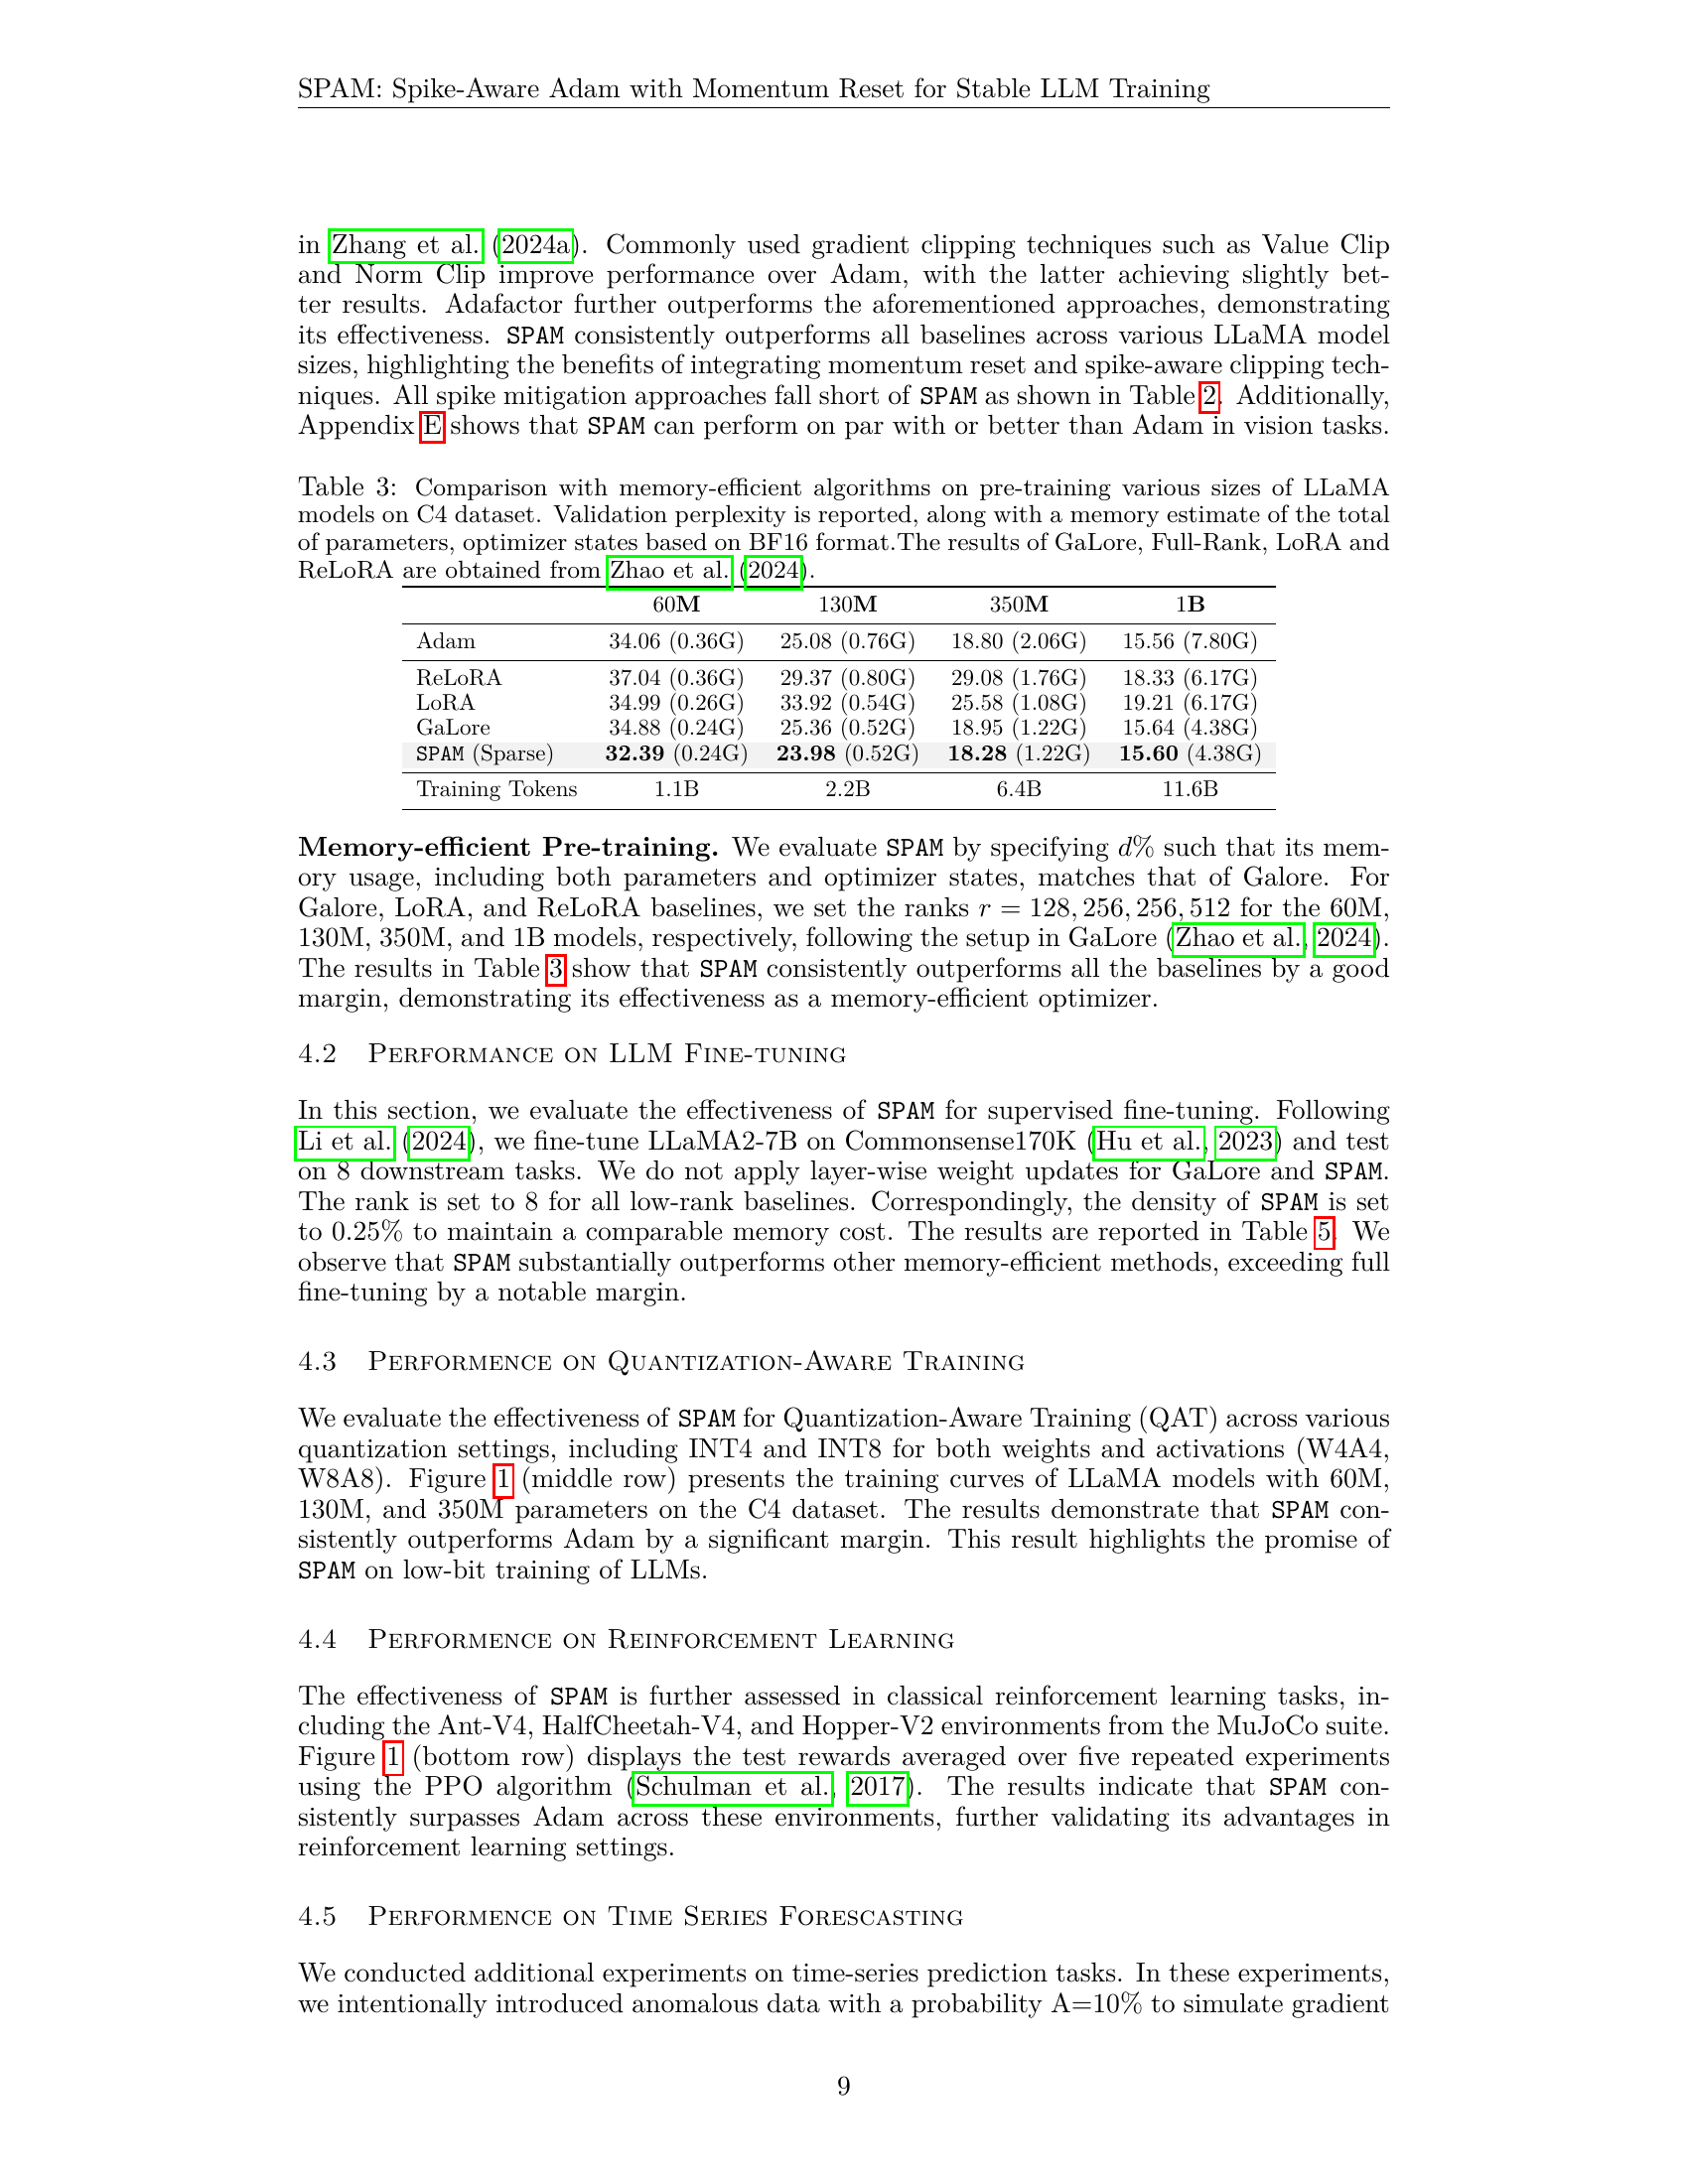 SPAM: Spike-Aware Adam with Momentum Reset for Stable LLM Training
in Zhang et al. (2024a). Commonly used gradient clipping techniques such as Value Clip
and Norm Clip improve performance over Adam, with the latter achieving slightly bet-
ter results. Adafactor further outperforms the aforementioned approaches, demonstrating
its effectiveness. SPAM consistently outperforms all baselines across various LLaMA model
sizes, highlighting the benefits of integrating momentum reset and spike-aware clipping tech-
niques. All spike mitigation approaches fall short of SPAM as shown in Table 2. Additionally,
Appendix E shows that SPAM can perform on par with or better than Adam in vision tasks.
Table 3: Comparison with memory-efficient algorithms on pre-training various sizes of LLaMA
models on C4 dataset. Validation perplexity is reported, along with a memory estimate of the total
of parameters, optimizer states based on BF16 format.The results of GaLore, Full-Rank, LoRA and
ReLoRA are obtained from Zhao et al. (2024).
60M 130M 350M 1B
Adam 34.06 (0.36G) 25.08 (0.76G) 18.80 (2.06G) 15.56 (7.80G)
ReLoRA 37.04 (0.36G) 29.37 (0.80G) 29.08 (1.76G) 18.33 (6.17G)
LoRA 34.99 (0.26G) 33.92 (0.54G) 25.58 (1.08G) 19.21 (6.17G)
GaLore 34.88 (0.24G) 25.36 (0.52G) 18.95 (1.22G) 15.64 (4.38G)
SPAM (Sparse) 32.39 (0.24G) 23.98 (0.52G) 18.28 (1.22G) 15.60 (4.38G)
Training Tokens 1.1B 2.2B 6.4B 11.6B
Memory-efficient Pre-training. We evaluate SPAM by specifying d% such that its mem-
ory usage, including both parameters and optimizer states, matches that of Galore. For
Galore, LoRA, and ReLoRA baselines, we set the ranks r = 128, 256, 256, 512 for the 60M,
130M, 350M, and 1B models, respectively, following the setup in GaLore (Zhao et al., 2024).
The results in Table 3 show that SPAM consistently outperforms all the baselines by a good
margin, demonstrating its effectiveness as a memory-efficient optimizer.
4.2 Performance on LLM Fine-tuning
In this section, we evaluate the effectiveness of SPAM for supervised fine-tuning. Following
Li et al. (2024), we fine-tune LLaMA2-7B on Commonsense170K (Hu et al., 2023) and test
on 8 downstream tasks. We do not apply layer-wise weight updates for GaLore and SPAM.
The rank is set to 8 for all low-rank baselines. Correspondingly, the density of SPAM is set
to 0.25% to maintain a comparable memory cost. The results are reported in Table 5. We
observe that SPAM substantially outperforms other memory-efficient methods, exceeding full
fine-tuning by a notable margin.
4.3 Performence on Quantization-Aware Training
We evaluate the effectiveness of SPAM for Quantization-Aware Training (QAT) across various
quantization settings, including INT4 and INT8 for both weights and activations (W4A4,
W8A8). Figure 1 (middle row) presents the training curves of LLaMA models with 60M,
130M, and 350M parameters on the C4 dataset. The results demonstrate that SPAM con-
sistently outperforms Adam by a significant margin. This result highlights the promise of
SPAM on low-bit training of LLMs.
4.4 Performence on Reinforcement Learning
The effectiveness of SPAM is further assessed in classical reinforcement learning tasks, in-
cluding the Ant-V4, HalfCheetah-V4, and Hopper-V2 environments from the MuJoCo suite.
Figure 1 (bottom row) displays the test rewards averaged over five repeated experiments
using the PPO algorithm (Schulman et al., 2017). The results indicate that SPAM con-
sistently surpasses Adam across these environments, further validating its advantages in
reinforcement learning settings.
4.5 Performence on Time Series Forescasting
We conducted additional experiments on time-series prediction tasks. In these experiments,
we intentionally introduced anomalous data with a probability A=10% to simulate gradient
9